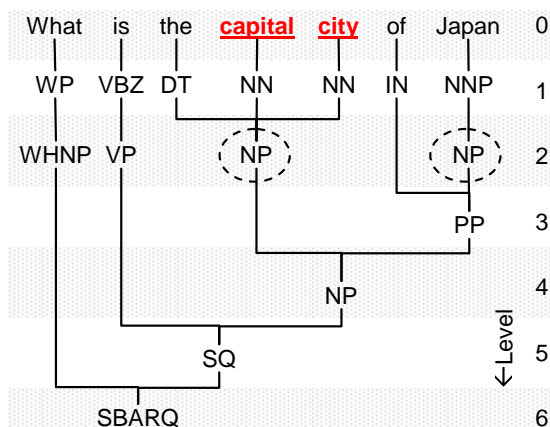 What is the capital city of Japan 0
WP VBZ DT NN NN IN NNP 1
WHNP VP NP NP 2
PP 3
NP 4
SQ 5
←Level
SBARQ 6